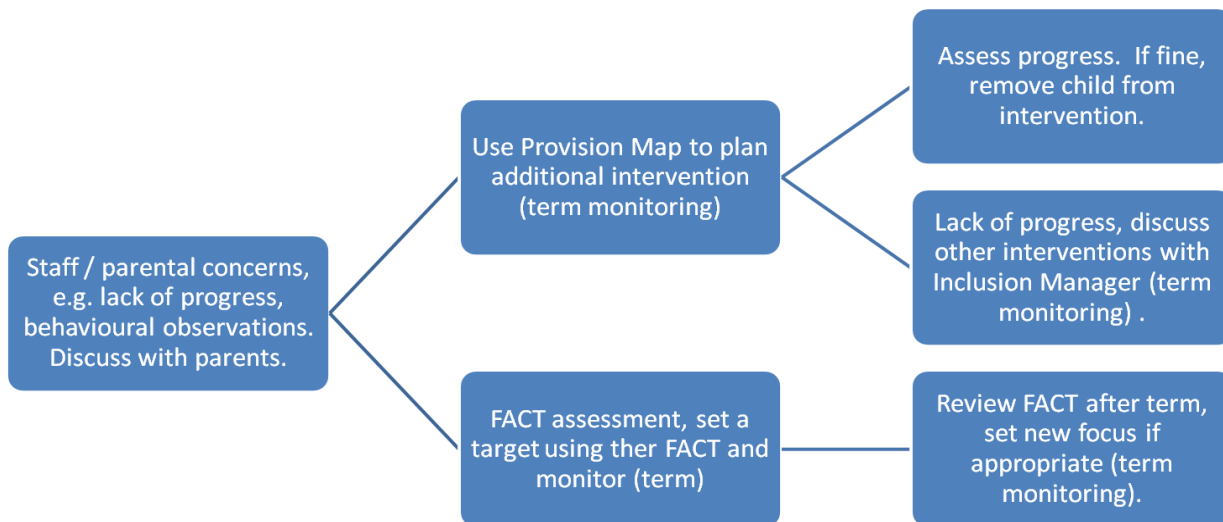 Staff / parental concerns,
e.g. lack of progress,
behavioural observations.
Discuss with parents.
Use Provision Map to plan
additional intervention
(term monitoring)
FACT assessment, set a
target using ther FACT and
monitor (term)
Assess progress.  If fine,
remove child from
intervention.
Lack of progress, discuss
other interventions with
Inclusion Manager (term
monitoring) .
Review FACT after term,
set new focus if
appropriate (term
monitoring).